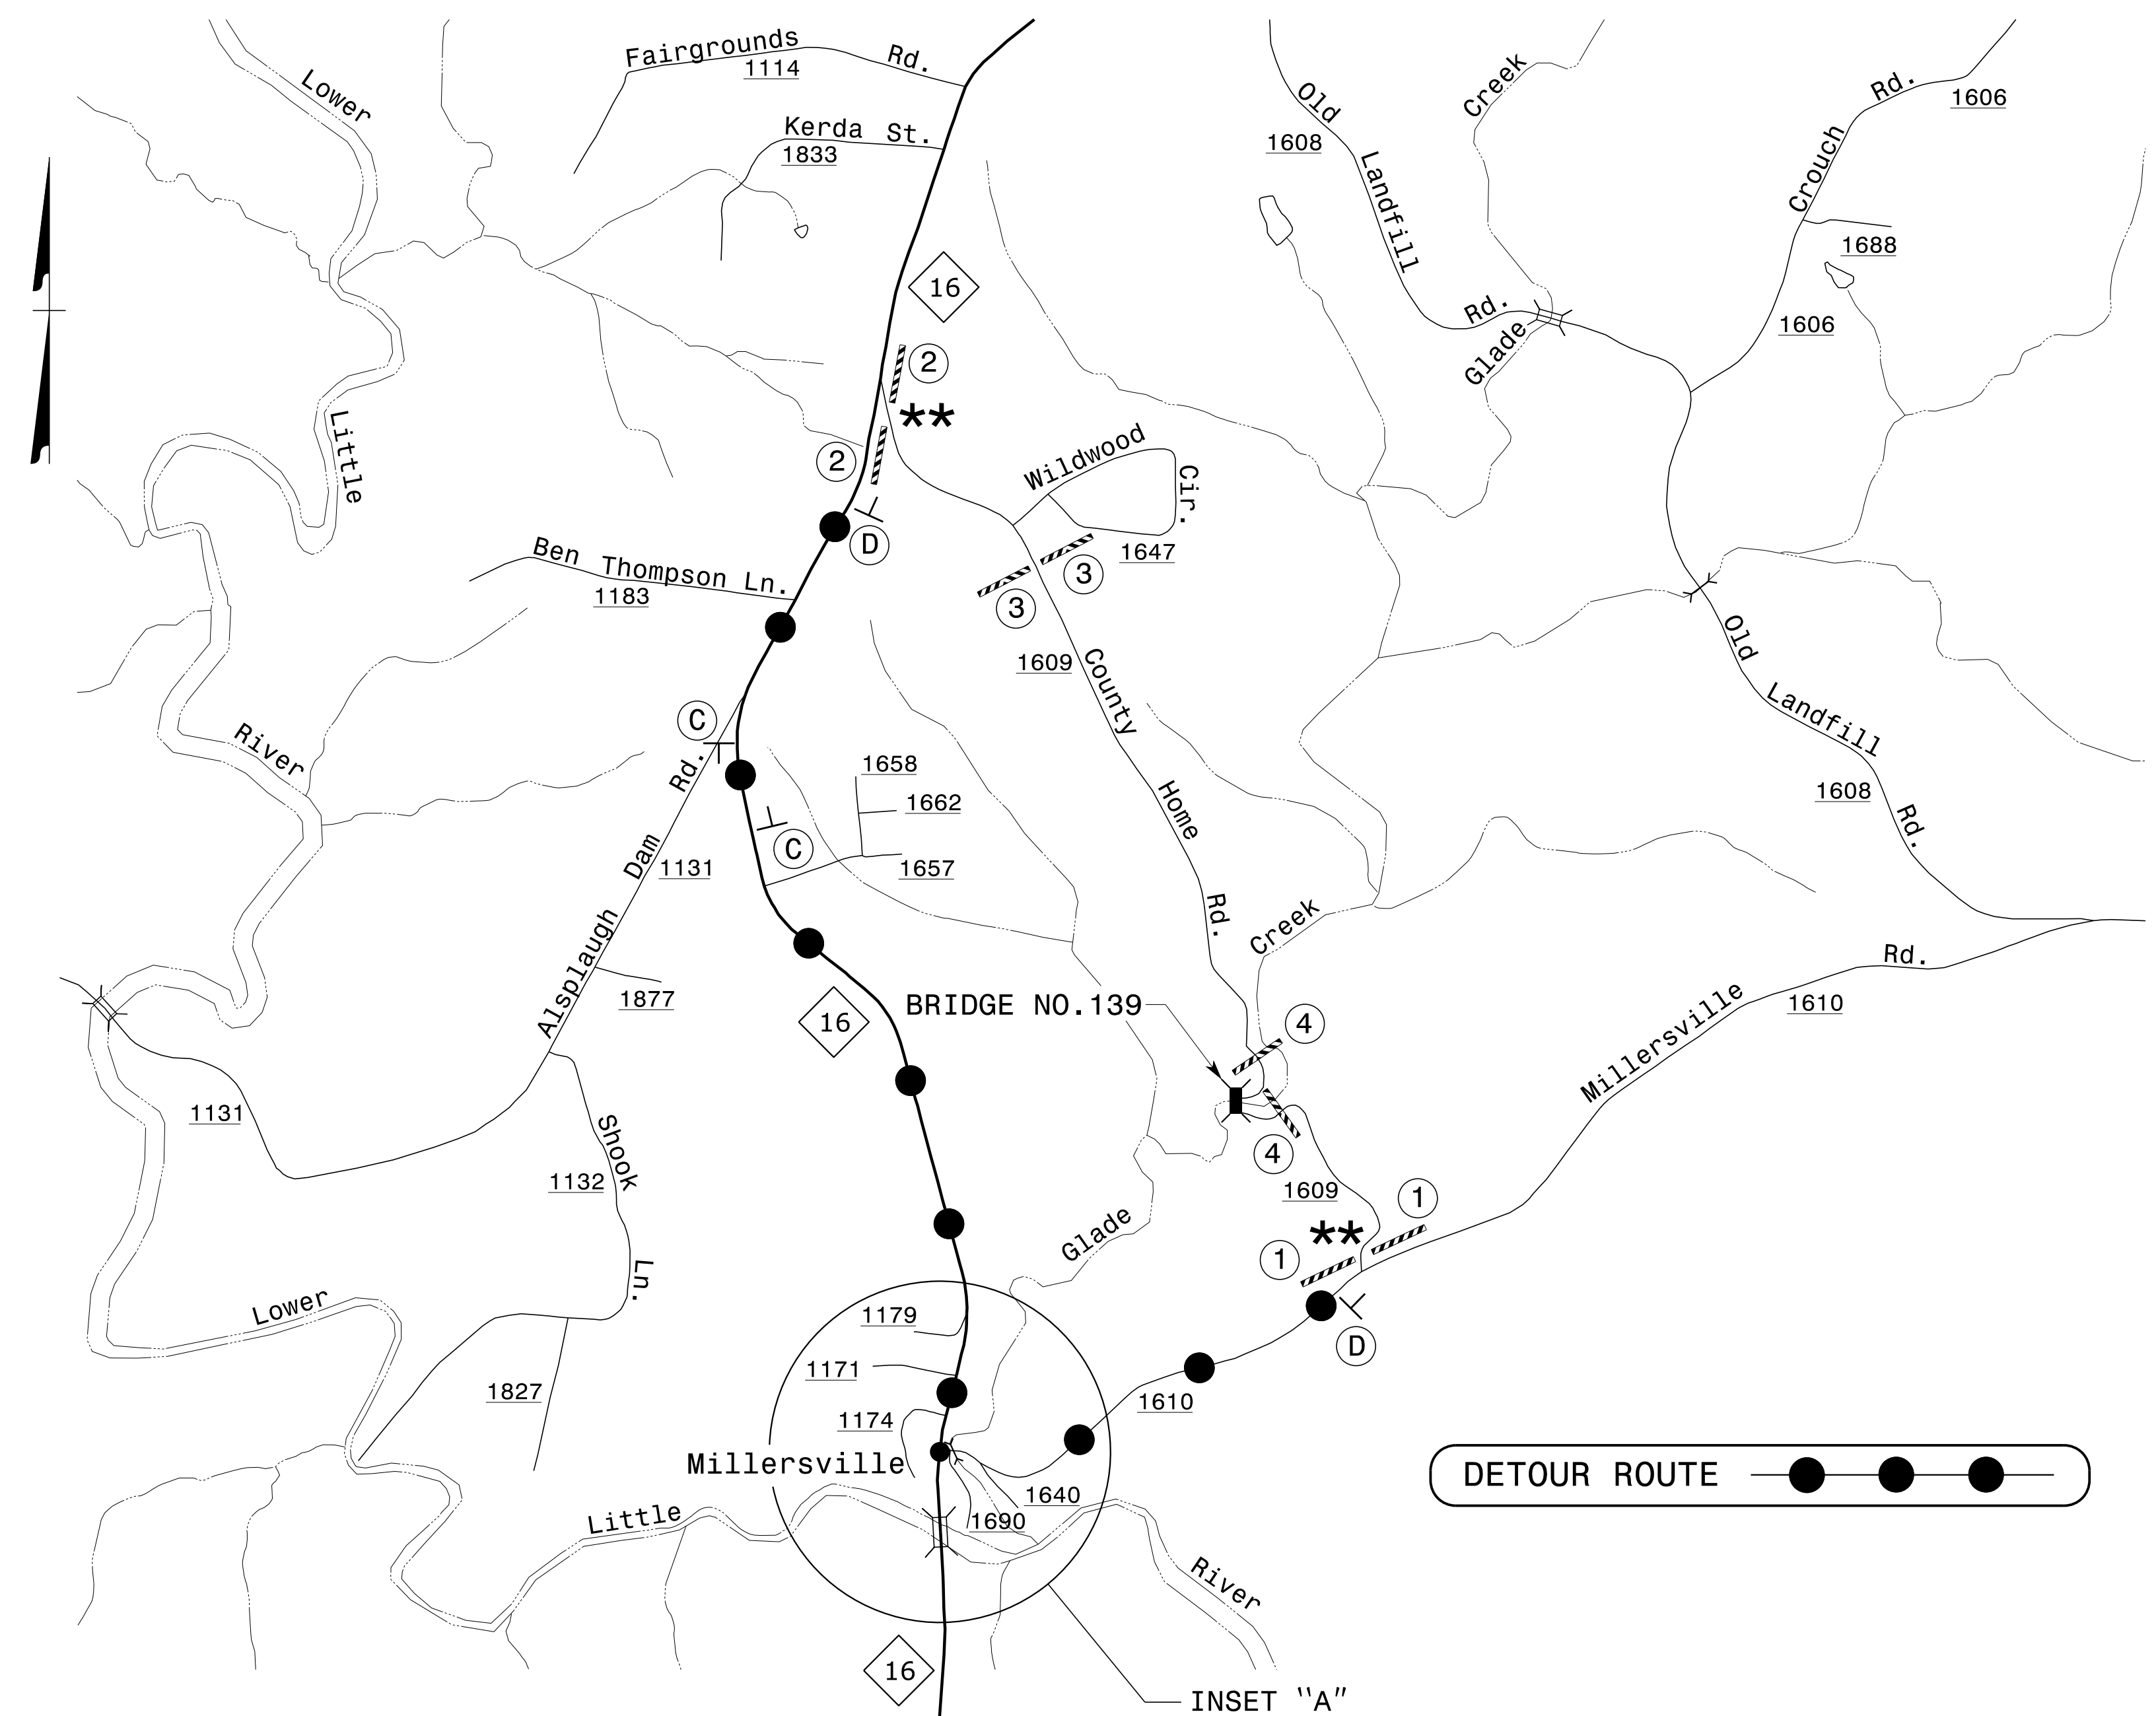 Fairgrounds Rd.
1114
Lower
Kerda St.
1833
Old
1608
Landfill
Rd.
Creek
Glade
Crouch
Rd.
1606
1688
1606
16
2
**
2
D
Little
Wildwood
Cir.
1647
3
3
Ben Thompson Ln.
1183
1609
County
Home
Rd.
Old
Landfill
1608
Rd.
River
C
Rd.
Dam
1131
Alsplaugh
1877
C
1658
1662
1657
16
Creek
BRIDGE NO.139
4
4
Millersville
Rd.
1610
1131
Shook
1132
Ln.
1609
**
1
1
D
Glade
Lower
1827
1179
1171
1174
Millersville
1610
1640
1690
Little
River
16
INSET "A"
DETOUR ROUTE